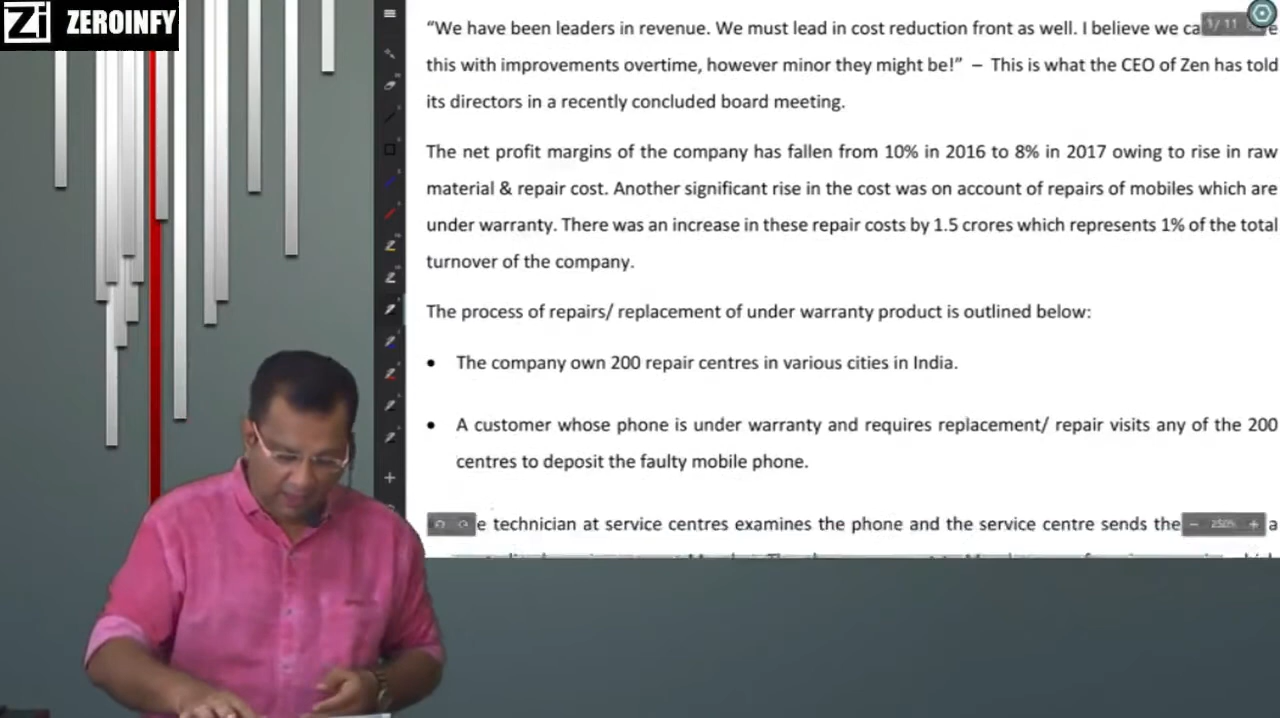 Zi ZEROINFY
“We have been leaders in revenue. We must lead in cost reduction front as well. I believe we ca
1/11
this with improvements overtime, however minor they might be!” – This is what the CEO of Zen has told
its directors in a recently concluded board meeting.
The net profit margins of the company has fallen from 10% in 2016 to 8% in 2017 owing to rise in raw
material & repair cost. Another significant rise in the cost was on account of repairs of mobiles which are
under warranty. There was an increase in these repair costs by 1.5 crores which represents 1% of the total
turnover of the company.
The process of repairs/ replacement of under warranty product is outlined below:
• The company own 200 repair centres in various cities in India.
• A customer whose phone is under warranty and requires replacement/ repair visits any of the 200
centres to deposit the faulty mobile phone.
e technician at service centres examines the phone and the service centre sends the a